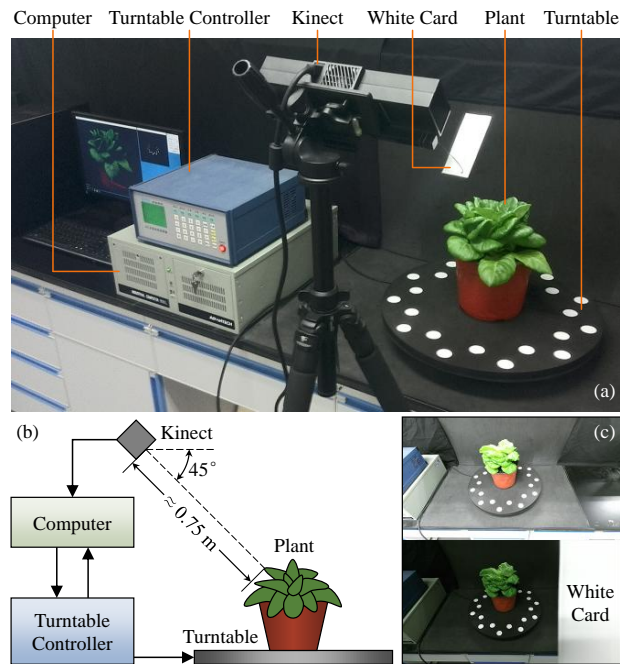 Computer Turntable Controller Kinect White Card Plant Turntable
(a)
(b)
Kinect
45°
≈ 0.75 m
Computer
Plant
Turntable
Controller
Turntable
(c)
White
Card